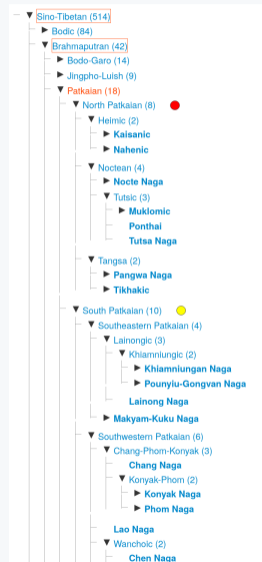 Sino-Tibetan (514)
Bodic (84)
Brahmaputran (42)
Bodo-Garo (14)
Jingpho-Luish (9)
Patkaian (18)
North Patkaian (8)
Heimic (2)
Kaisanic
Nahenic
Noctean (4)
Nocte Naga
Tutsic (3)
Muklomic
Ponthai
Tutsa Naga
Tangsa (2)
Pangwa Naga
Tikhakic
South Patkaian (10)
Southeastern Patkaian (4)
Lainongic (3)
Khiamniungic (2)
Khiamniungan Naga
Pounyiu-Gongvan Naga
Lainong Naga
Makyam-Kuku Naga
Southwestern Patkaian (6)
Chang-Phom-Konyak (3)
Chang Naga
Konyak-Phom (2)
Konyak Naga
Phom Naga
Lao Naga
Wanchoic (2)
Chen Naga